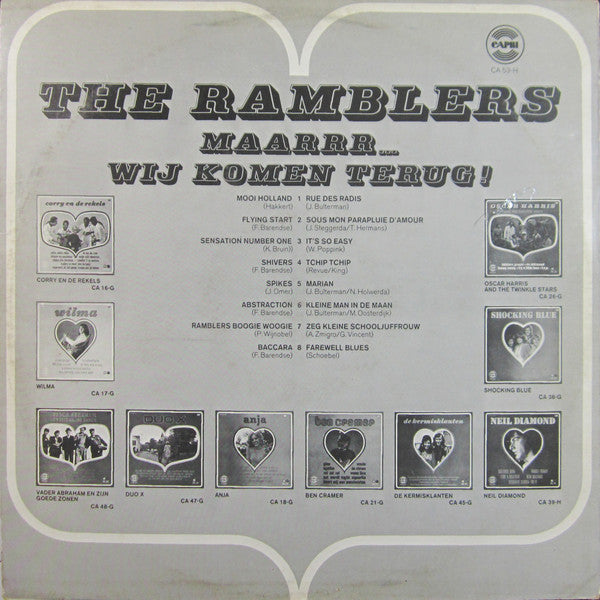 CAPRI
CA 53-H
THE RAMBLERS
MAARRR...
WIJ KOMEN TERUG!
MOOI HOLLAND 1 RUE DES RADIS
(Hakkert) (J. Bulterman)
FLYING START 2 SOUS MON PARAPLUIE D'AMOUR
(F. Barendse) (J. Steggerda/T. Hermans)
SENSATION NUMBER ONE 3 IT'S SO EASY
(K. Bruin) (W. Poppink)
SHIVERS 4 TCHIP TCHIP
(F. Barendse) (Revue/King)
SPIKES 5 MARIAN
(J. Omer) (J. Bulterman/N. Holwerda)
ABSTRACTION 6 KLEINE MAN IN DE MAAN
(F. Barendse) (J. Bulterman/M. Oosterdijk)
RAMBLERS BOOGIE WOOGIE 7 ZEG KLEINE SCHOOLJUFFROUW
(P. Wijnobel) (A. Zmigro/G. Vincent)
BACCARA 8 FAREWELL BLUES
(F. Barendse) (Schoebel)
corry en de rekels
CORRY EN DE REKELS
CA 16-G
wilma
WILMA
CA 17-G
OSCAR HARRIS
OSCAR HARRIS
AND THE TWINKLE STARS
CA 26-G
SHOCKING BLUE
SHOCKING BLUE
CA 38-G
VADER ABRAHAM EN ZIJN
GOEDE ZONEN
CA 48-G
DUO X
DUO X
CA 47-G
anja
ANJA
CA 18-G
ben cramer
BEN CRAMER
CA 21-G
de kermisklanten
DE KERMISKLANTEN
CA 45-G
NEIL DIAMOND
NEIL DIAMOND
CA 39-H